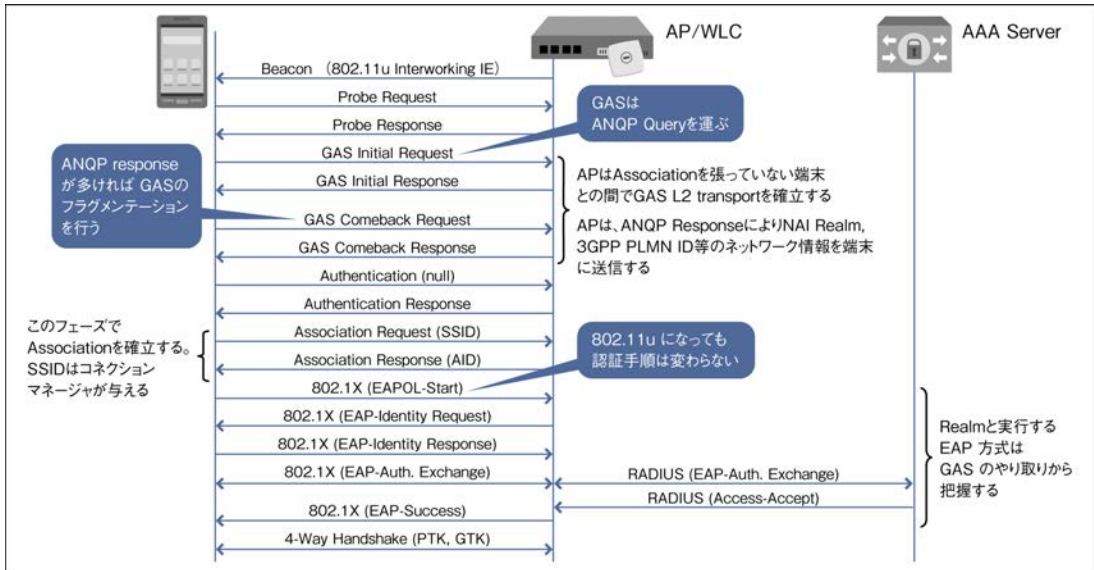 AP/WLC
AAA Server
Beacon （802.11u Interworking IE）
Probe Request
GASは
ANQP Queryを運ぶ
Probe Response
GAS Initial Request
ANQP response
が多ければ GASの
フラグメンテーション
を行う
GAS Initial Response
APはAssociationを張っていない端末
との間でGAS L2 transportを確立する
GAS Comeback Request
APは、ANQP ResponseによりNAI Realm,
3GPP PLMN ID等のネットワーク情報を端末
に送信する
GAS Comeback Response
Authentication (null)
Authentication Response
このフェーズで
Associationを確立する。
SSIDはコネクション
マネージャが与える
Association Request (SSID)
802.11u になっても
認証手順は変わらない
Association Response (AID)
802.1X (EAPOL-Start)
802.1X (EAP-Identity Request)
Realmと実行する
EAP 方式は
GAS のやり取りから
把握する
802.1X (EAP-Identity Response)
802.1X (EAP-Auth. Exchange)
RADIUS (EAP-Auth. Exchange)
RADIUS (Access-Accept)
802.1X (EAP-Success)
4-Way Handshake (PTK, GTK)